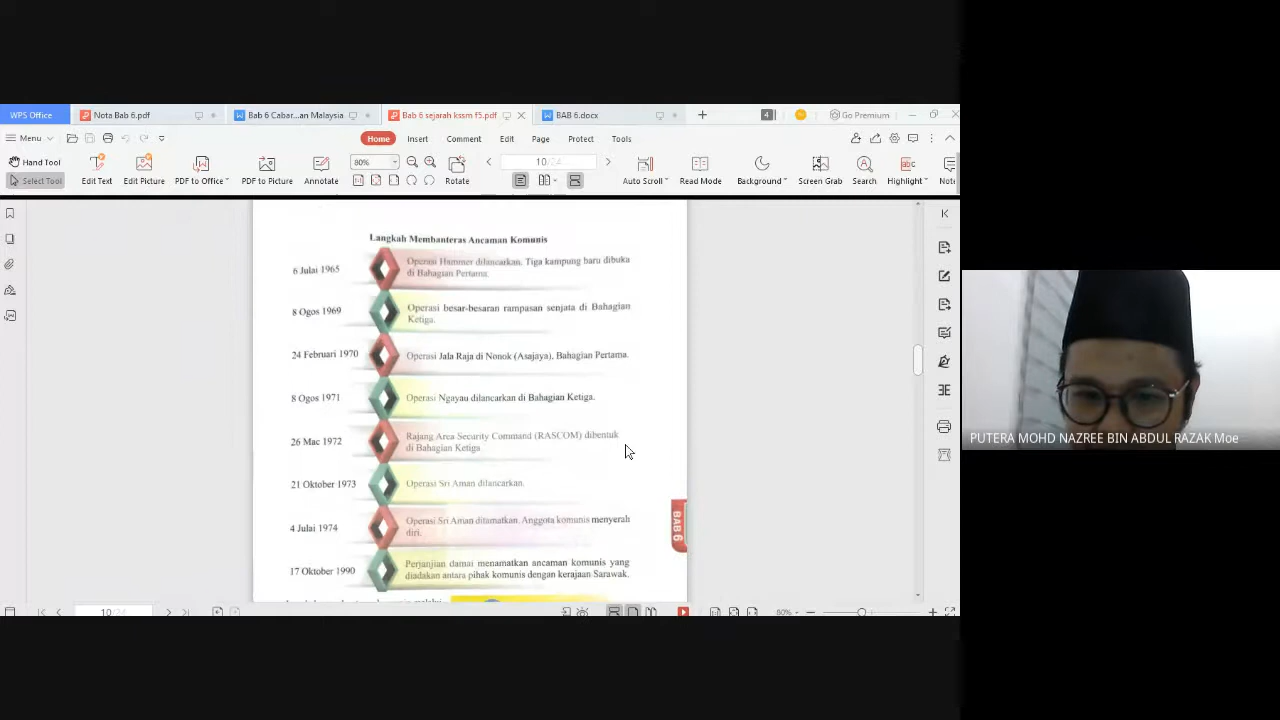 WPS Office
Nota Bab 6.pdf
Bab 6 Cabar...an Malaysia
Bab 6 sejarah kssm f5.pdf
BAB 6.docx
4
Go Premium
Menu
Home
Insert
Comment
Edit
Page
Protect
Tools
Hand Tool
Select Tool
Edit Text
Edit Picture
PDF to Office
PDF to Picture
Annotate
80%
Rotate
10/24
Auto Scroll
Read Mode
Background
Screen Grab
Search
Highlight
Note
Langkah Membanteras Ancaman Komunis
6 Julai 1965
Operasi Hammer dilancarkan. Tiga kampung baru dibuka
di Bahagian Pertama.
8 Ogos 1969
Operasi besar-besaran rampasan senjata di Bahagian
Ketiga.
24 Februari 1970
Operasi Jala Raja di Nonok (Asajaya), Bahagian Pertama.
8 Ogos 1971
Operasi Ngayau dilancarkan di Bahagian Ketiga.
26 Mac 1972
Rajang Area Security Command (RASCOM) dibentuk
di Bahagian Ketiga
21 Oktober 1973
Operasi Sri Aman dilancarkan.
4 Julai 1974
Operasi Sri Aman ditamatkan. Anggota komunis menyerah
diri.
17 Oktober 1990
Perjanjian damai menamatkan ancaman komunis yang
diadakan antara pihak komunis dengan kerajaan Sarawak.
BAB 6
10/24
80%
PUTERA MOHD NAZREE BIN ABDUL RAZAK Moe